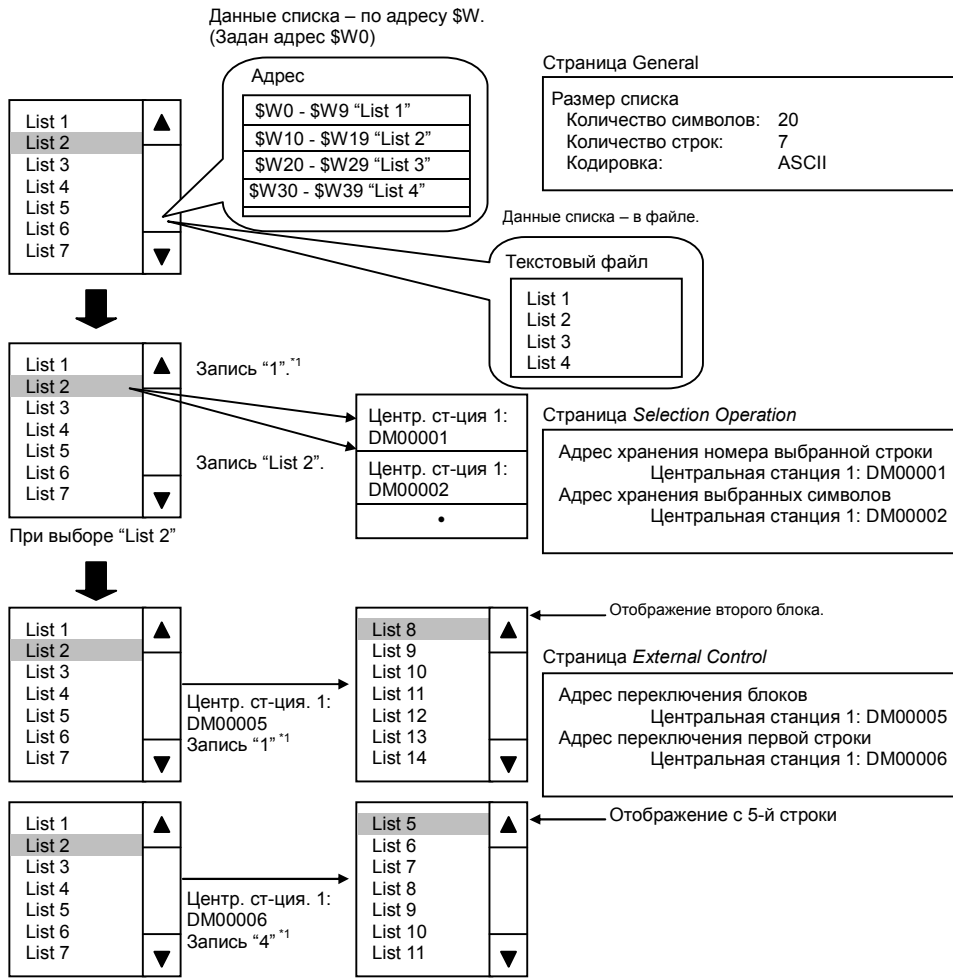 Данные списка – по адресу $W.
(Задан адрес $W0)
Адрес
$W0 - $W9 “List 1”
$W10 - $W19 “List 2”
$W20 - $W29 “List 3”
$W30 - $W39 “List 4”
Страница General
Размер списка
Количество символов: 20
Количество строк: 7
Кодировка: ASCII
List 1
List 2
List 3
List 4
List 5
List 6
List 7
Данные списка – в файле.
Текстовый файл
List 1
List 2
List 3
List 4
List 1
List 2
List 3
List 4
List 5
List 6
List 7
При выборе “List 2”
Запись “1”.*1
Запись “List 2”.
Центр. ст-ция 1:
DM00001
Центр. ст-ция 1:
DM00002
•
Страница Selection Operation
Адрес хранения номера выбранной строки
Центральная станция 1: DM00001
Адрес хранения выбранных символов
Центральная станция 1: DM00002
List 1
List 2
List 3
List 4
List 5
List 6
List 7
Центр. ст-ция. 1:
DM00005
Запись “1” *1
List 8
List 9
List 10
List 11
List 12
List 13
List 14
Отображение второго блока.
Страница External Control
Адрес переключения блоков
Центральная станция 1: DM00005
Адрес переключения первой строки
Центральная станция 1: DM00006
List 1
List 2
List 3
List 4
List 5
List 6
List 7
Центр. ст-ция. 1:
DM00006
Запись “4” *1
List 5
List 6
List 7
List 8
List 9
List 10
List 11
Отображение с 5-й строки